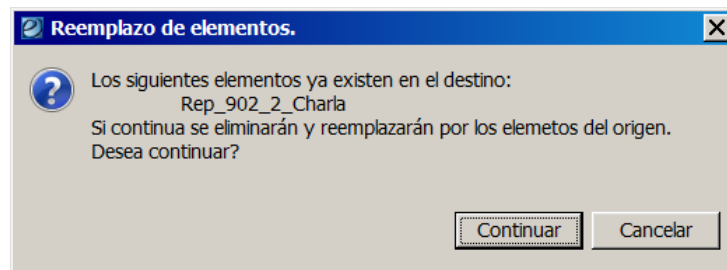 Reemplazo de elementos.
Los siguientes elementos ya existen en el destino:
Rep_902_2_Charla
Si continua se eliminarán y reemplazarán por los elemetos del origen.
Desea continuar?
Continuar Cancelar